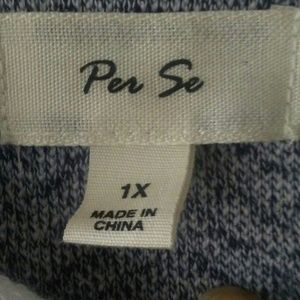 Per Se
1X
MADE IN
CHINA